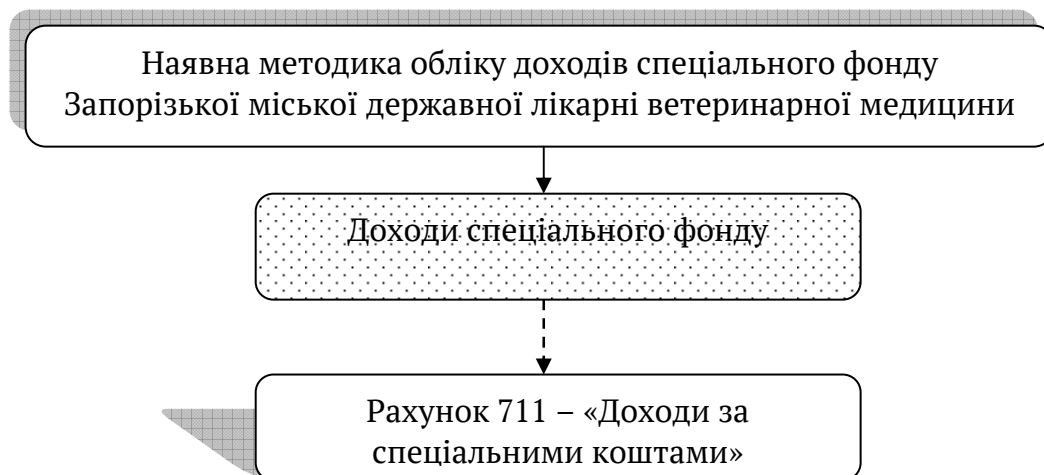 Наявна методика обліку доходів спеціального фонду
Запорізької міської державної лікарні ветеринарної медицини
Доходи спеціального фонду
Рахунок 711 – «Доходи за
спеціальними коштами»